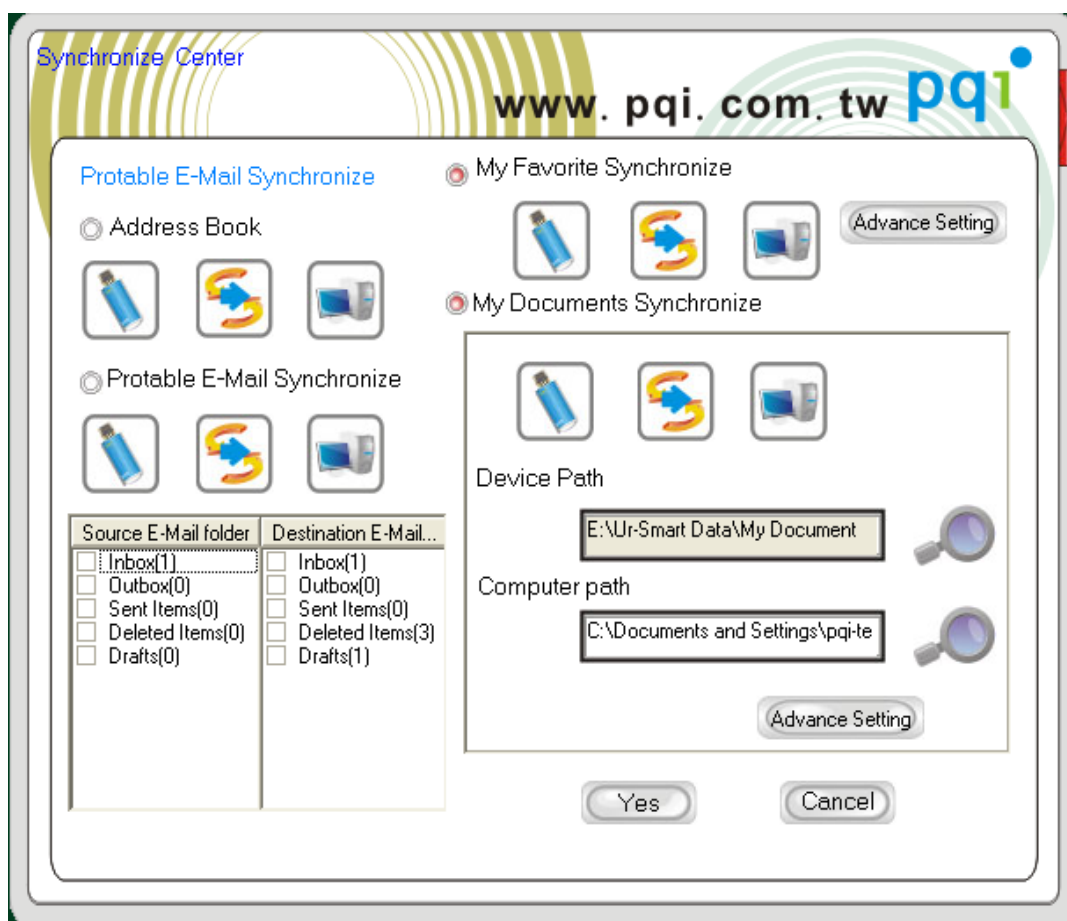 Synchronize Center
www. pqi. com. tw
pqi
Protable E-Mail Synchronize
Address Book
Protable E-Mail Synchronize
Source E-Mail folder Destination E-Mail...
Inbox(1) Inbox(1)
Outbox(0) Outbox(0)
Sent Items(0) Sent Items(0)
Deleted Items(0) Deleted Items(3)
Drafts(0) Drafts(1)
My Favorite Synchronize
Advance Setting
My Documents Synchronize
Device Path
E:\Ur-Smart Data\My Document
Computer path
C:\Documents and Settings\pqi-te
Advance Setting
Yes Cancel